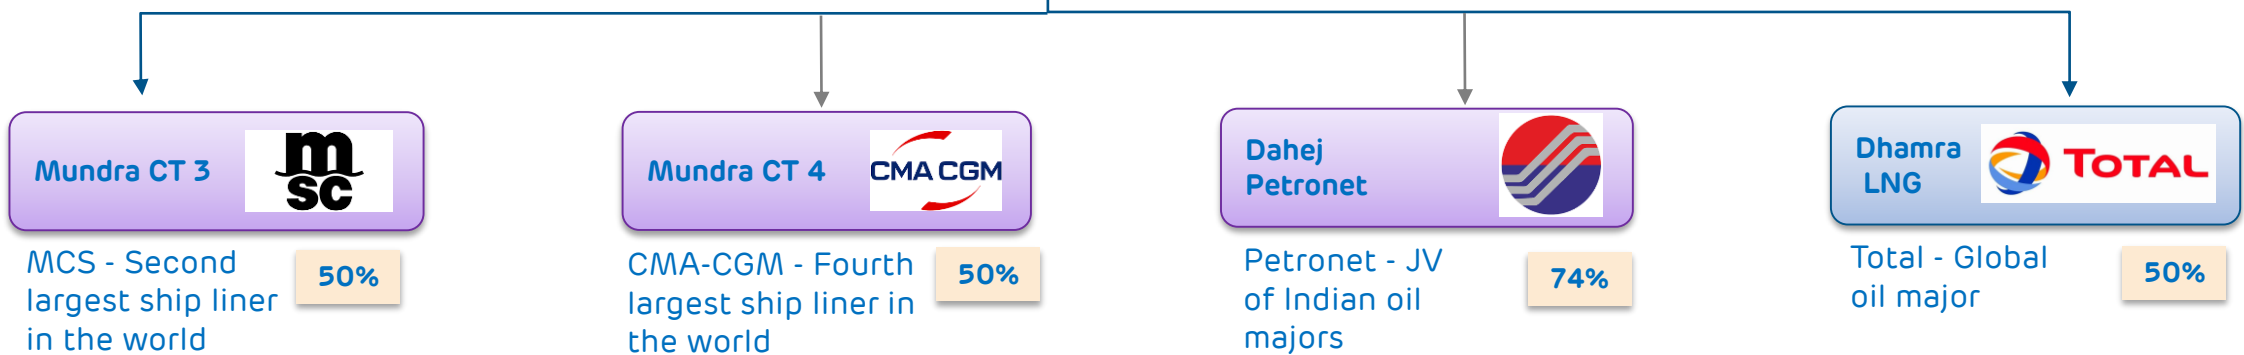 Mundra CT 3
m
sc
MCS - Second
largest ship liner
in the world
50%
Mundra CT 4
CMA CGM
CMA-CGM - Fourth
largest ship liner in
the world
50%
Dahej
Petronet
Petronet - JV
of Indian oil
majors
74%
Dhamra
LNG
TOTAL
Total - Global
oil major
50%